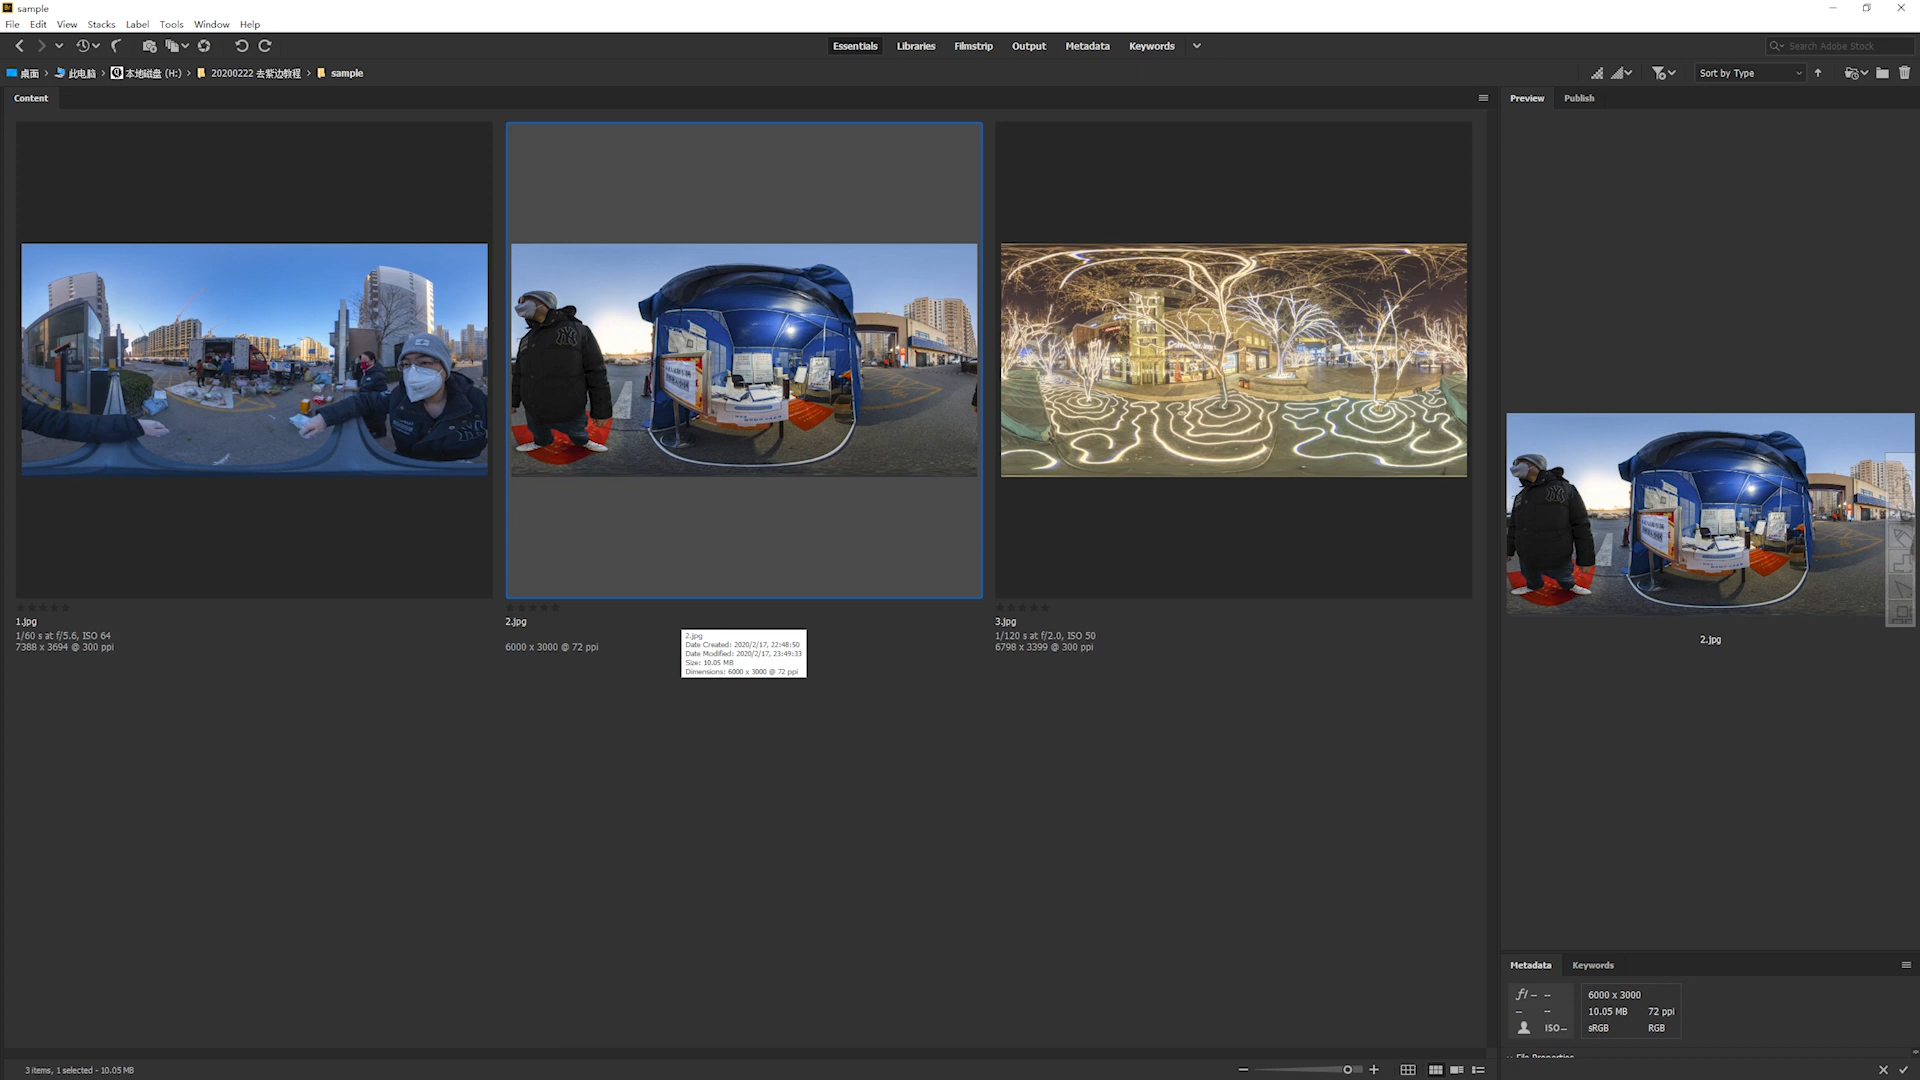 sample
File Edit View Stacks Label Tools Window Help
Essentials Libraries Filmstrip Output Metadata Keywords
Search Adobe Stock
桌面 此电脑 本地磁盘 (H:) 20200222 去紫边教程 sample
Sort by Type
Content
Preview Publish
1.jpg
1/60 s at f/5.6, ISO 64
7388 x 3694 @ 300 ppi
2.jpg
6000 x 3000 @ 72 ppi
2.jpg
Date Created: 2020/2/17, 22:48:50
Date Modified: 2020/2/17, 23:49:33
Size: 10.05 MB
Dimensions: 6000 x 3000 @ 72 ppi
3.jpg
1/120 s at f/2.0, ISO 50
6798 x 3399 @ 300 ppi
2.jpg
Metadata Keywords
f/ -- --
-- --
ISO--
6000 x 3000
10.05 MB 72 ppi
sRGB RGB
File Properties
3 items, 1 selected - 10.05 MB